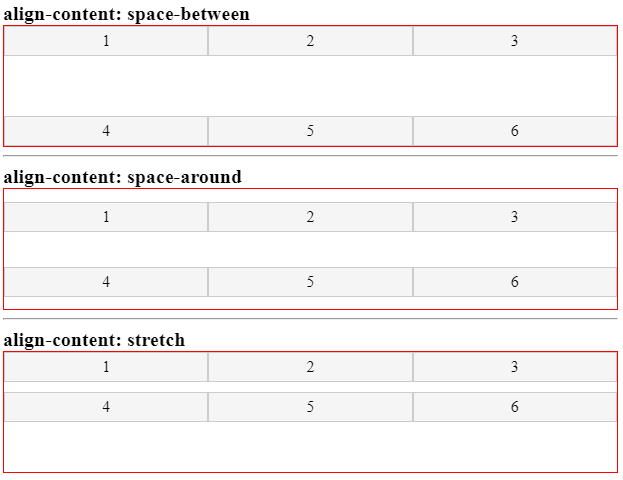 align-content: space-between
1 2 3
4 5 6
align-content: space-around
1 2 3
4 5 6
align-content: stretch
1 2 3
4 5 6